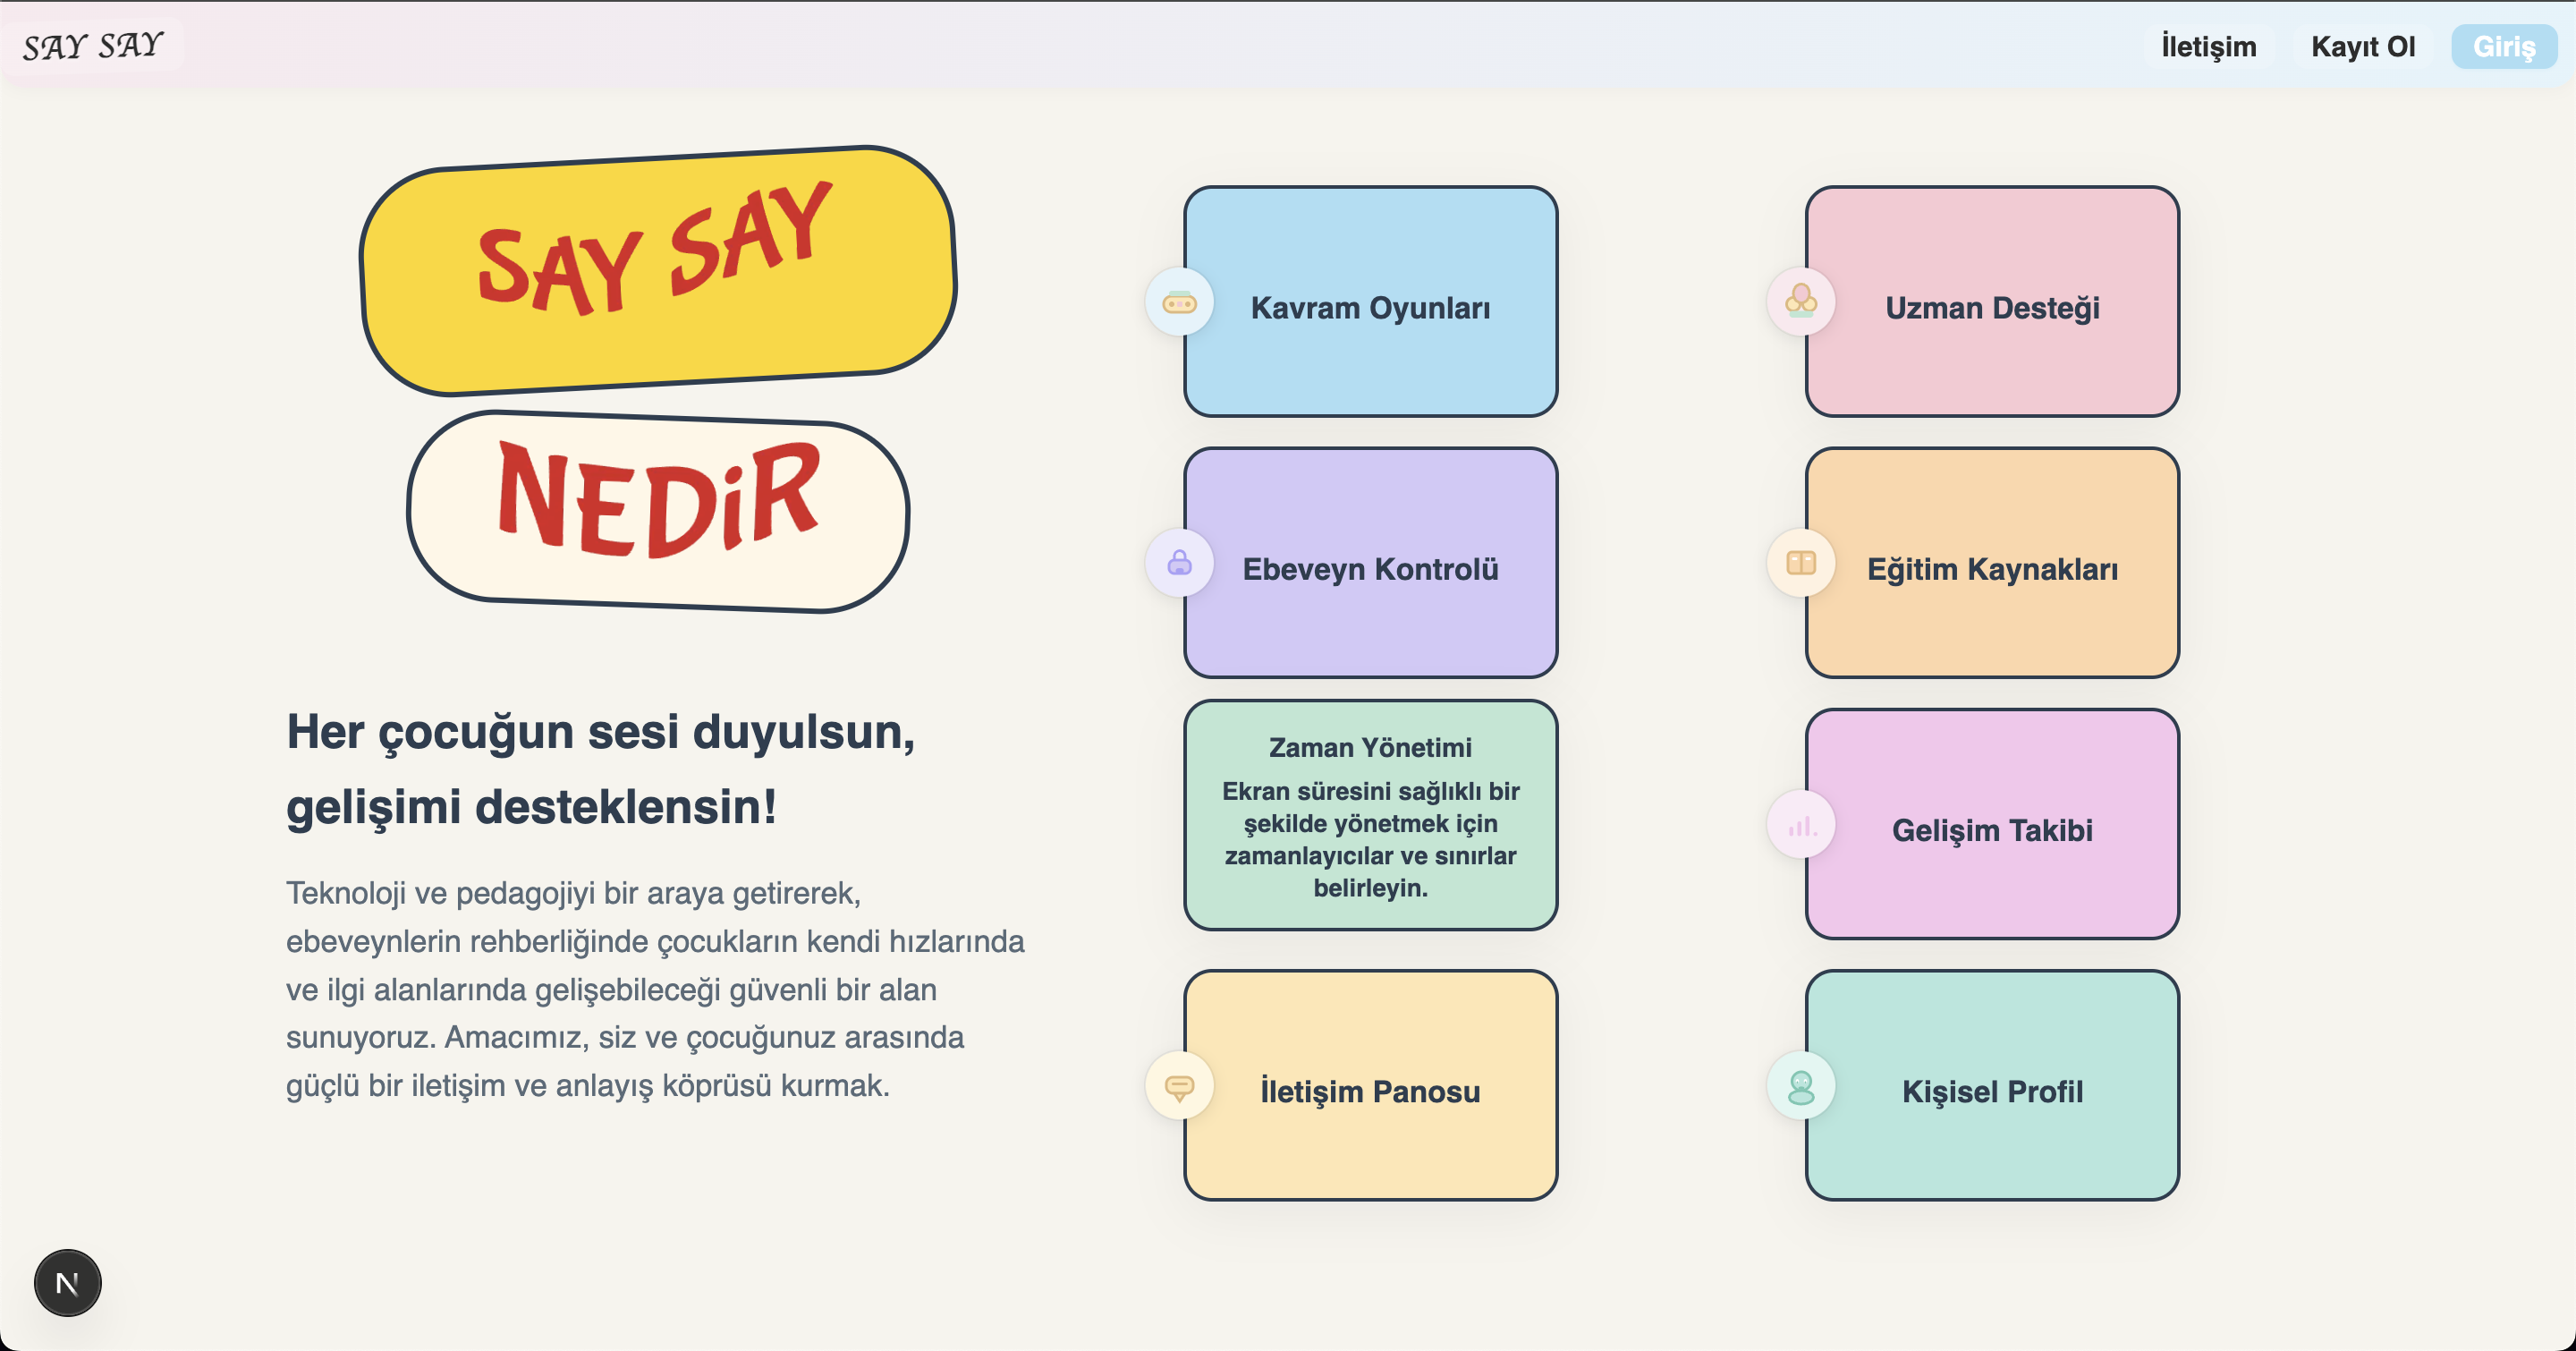 SAY SAY
İletişim
Kayıt Ol
Giriş
SAY SAY
NEDiR
Her çocuğun sesi duyulsun,
gelişimi desteklensin!
Teknoloji ve pedagojiyi bir araya getirerek,
ebeveynlerin rehberliğinde çocukların kendi hızlarında
ve ilgi alanlarında gelişebileceği güvenli bir alan
sunuyoruz. Amacımız, siz ve çocuğunuz arasında
güçlü bir iletişim ve anlayış köprüsü kurmak.
Kavram Oyunları
Uzman Desteği
Ebeveyn Kontrolü
Eğitim Kaynakları
Zaman Yönetimi
Ekran süresini sağlıklı bir
şekilde yönetmek için
zamanlayıcılar ve sınırlar
belirleyin.
Gelişim Takibi
İletişim Panosu
Kişisel Profil
N